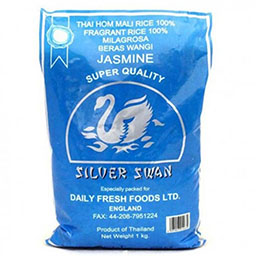 THAI HOM MALI RICE 100%
FRAGRANT RICE 100%
MILAGROSA
BERAS WANGI
JASMINE
SUPER QUALITY
SILVER SWAN
Especially packed for
DAILY FRESH FOODS LTD.
ENGLAND
FAX: 44-208-7951224
Product of Thailand
Net Weight 1 kg.